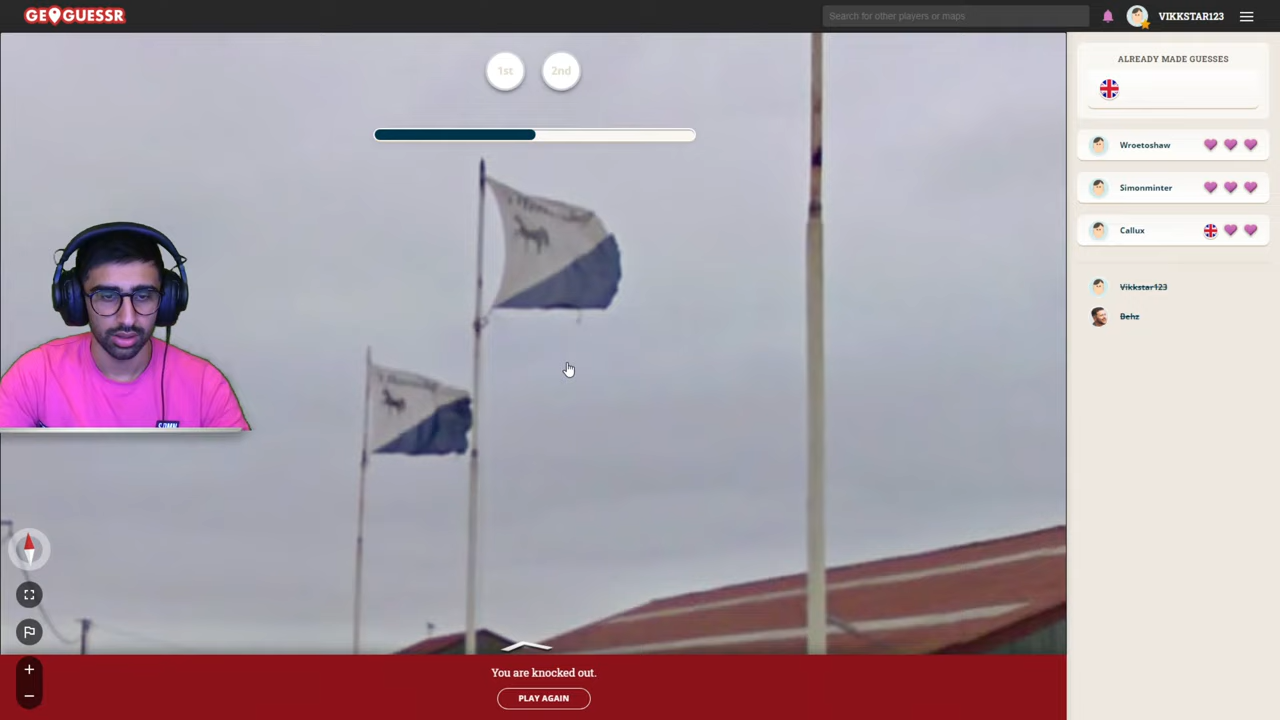 GEOGUESSR
Search for other players or maps
VIKKSTAR123
1st
2nd
ALREADY MADE GUESSES
Wroetoshaw
Simonminter
Callux
Vikkstar123
Behz
SDMN
You are knocked out.
PLAY AGAIN